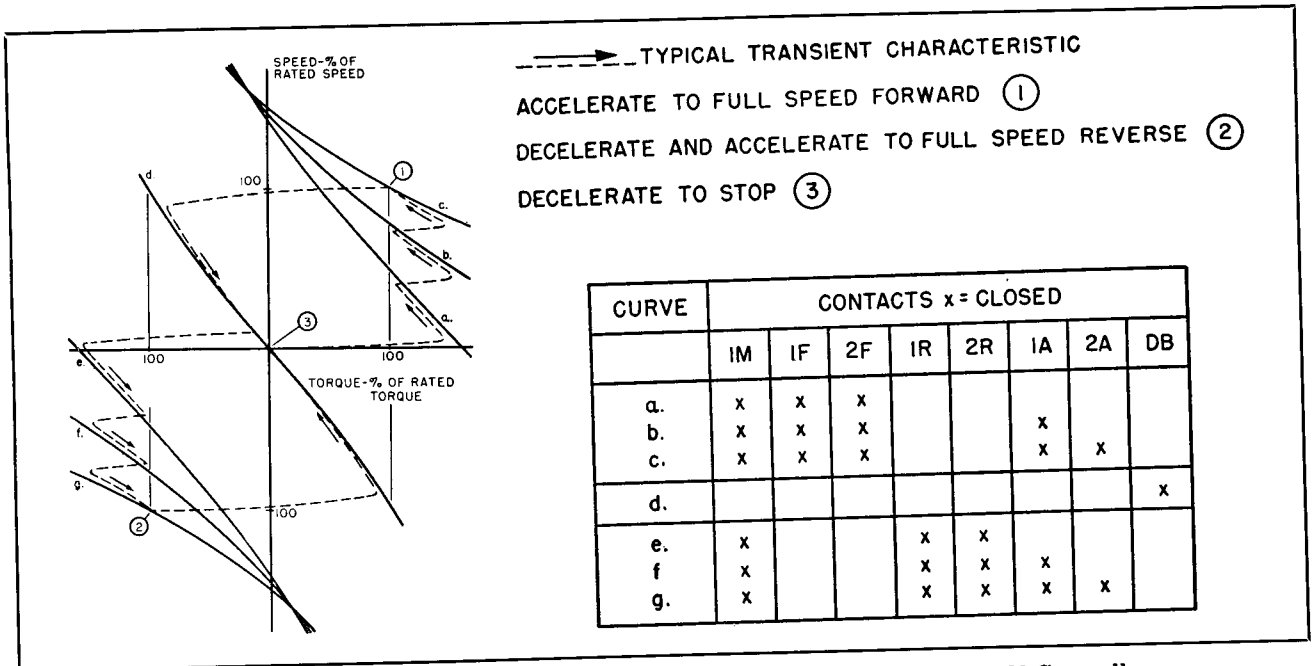 SPEED-% OF
RATED SPEED
d.
100
1
c.
b.
a.
3
100
100
e.
TORQUE-% OF RATED
TORQUE
f.
g.
2
100
TYPICAL TRANSIENT CHARACTERISTIC
ACCELERATE TO FULL SPEED FORWARD 1
DECELERATE AND ACCELERATE TO FULL SPEED REVERSE 2
DECELERATE TO STOP 3
CURVE CONTACTS x = CLOSED
1M 1F 2F 1R 2R 1A 2A DB
a. x x x
b. x x x x
c. x x x x x
d. x
e. x x x
f x x x x
g. x x x x x